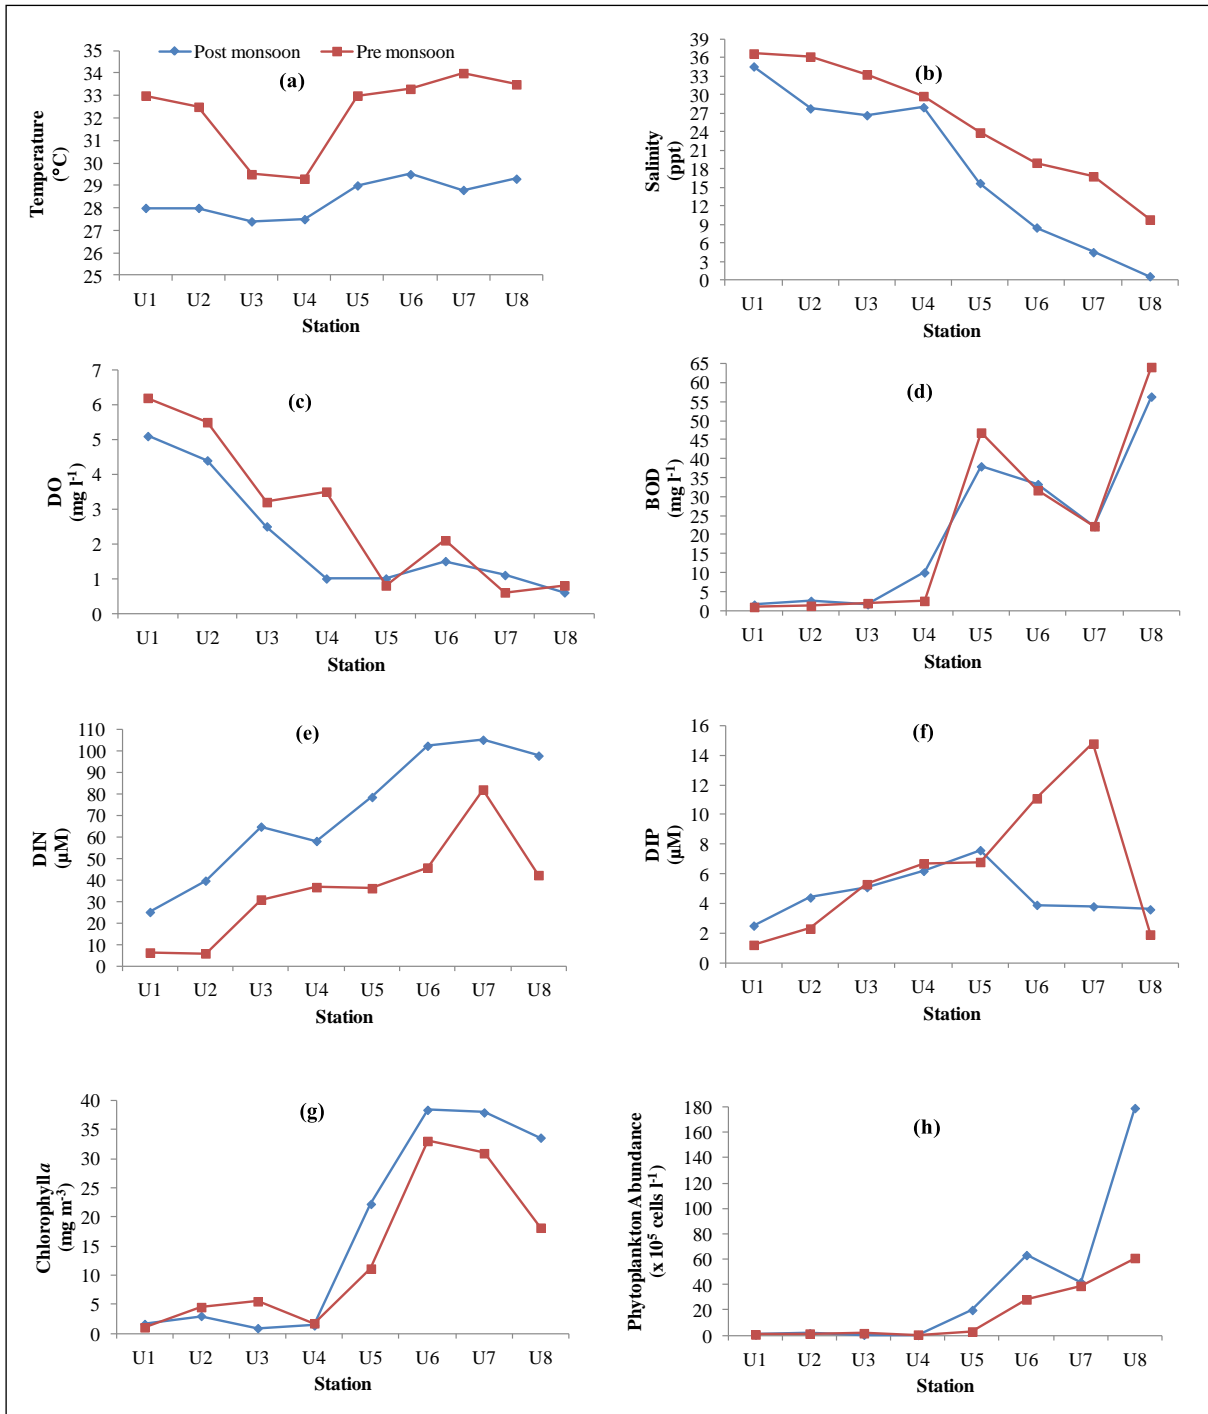 Post monsoon Pre monsoon
(a)
Temperature
(°C)
35
34
33
32
31
30
29
28
27
26
25
U1 U2 U3 U4 U5 U6 U7 U8
Station
(b)
Salinity
(ppt)
39
36
33
30
27
24
21
18
15
12
9
6
3
0
U1 U2 U3 U4 U5 U6 U7 U8
Station
(c)
DO
(mg l-1)
7
6
5
4
3
2
1
0
U1 U2 U3 U4 U5 U6 U7 U8
Station
(d)
BOD
(mg l-1)
65
60
55
50
45
40
35
30
25
20
15
10
5
0
U1 U2 U3 U4 U5 U6 U7 U8
Station
(e)
DIN
(µM)
110
100
90
80
70
60
50
40
30
20
10
0
U1 U2 U3 U4 U5 U6 U7 U8
Station
(f)
DIP
(µM)
16
14
12
10
8
6
4
2
0
U1 U2 U3 U4 U5 U6 U7 U8
Station
(g)
Chlorophyll a
(mg m-3)
40
35
30
25
20
15
10
5
0
U1 U2 U3 U4 U5 U6 U7 U8
Station
(h)
Phytoplankton Abundance
(x 10⁵ cells l-1)
180
160
140
120
100
80
60
40
20
0
U1 U2 U3 U4 U5 U6 U7 U8
Station